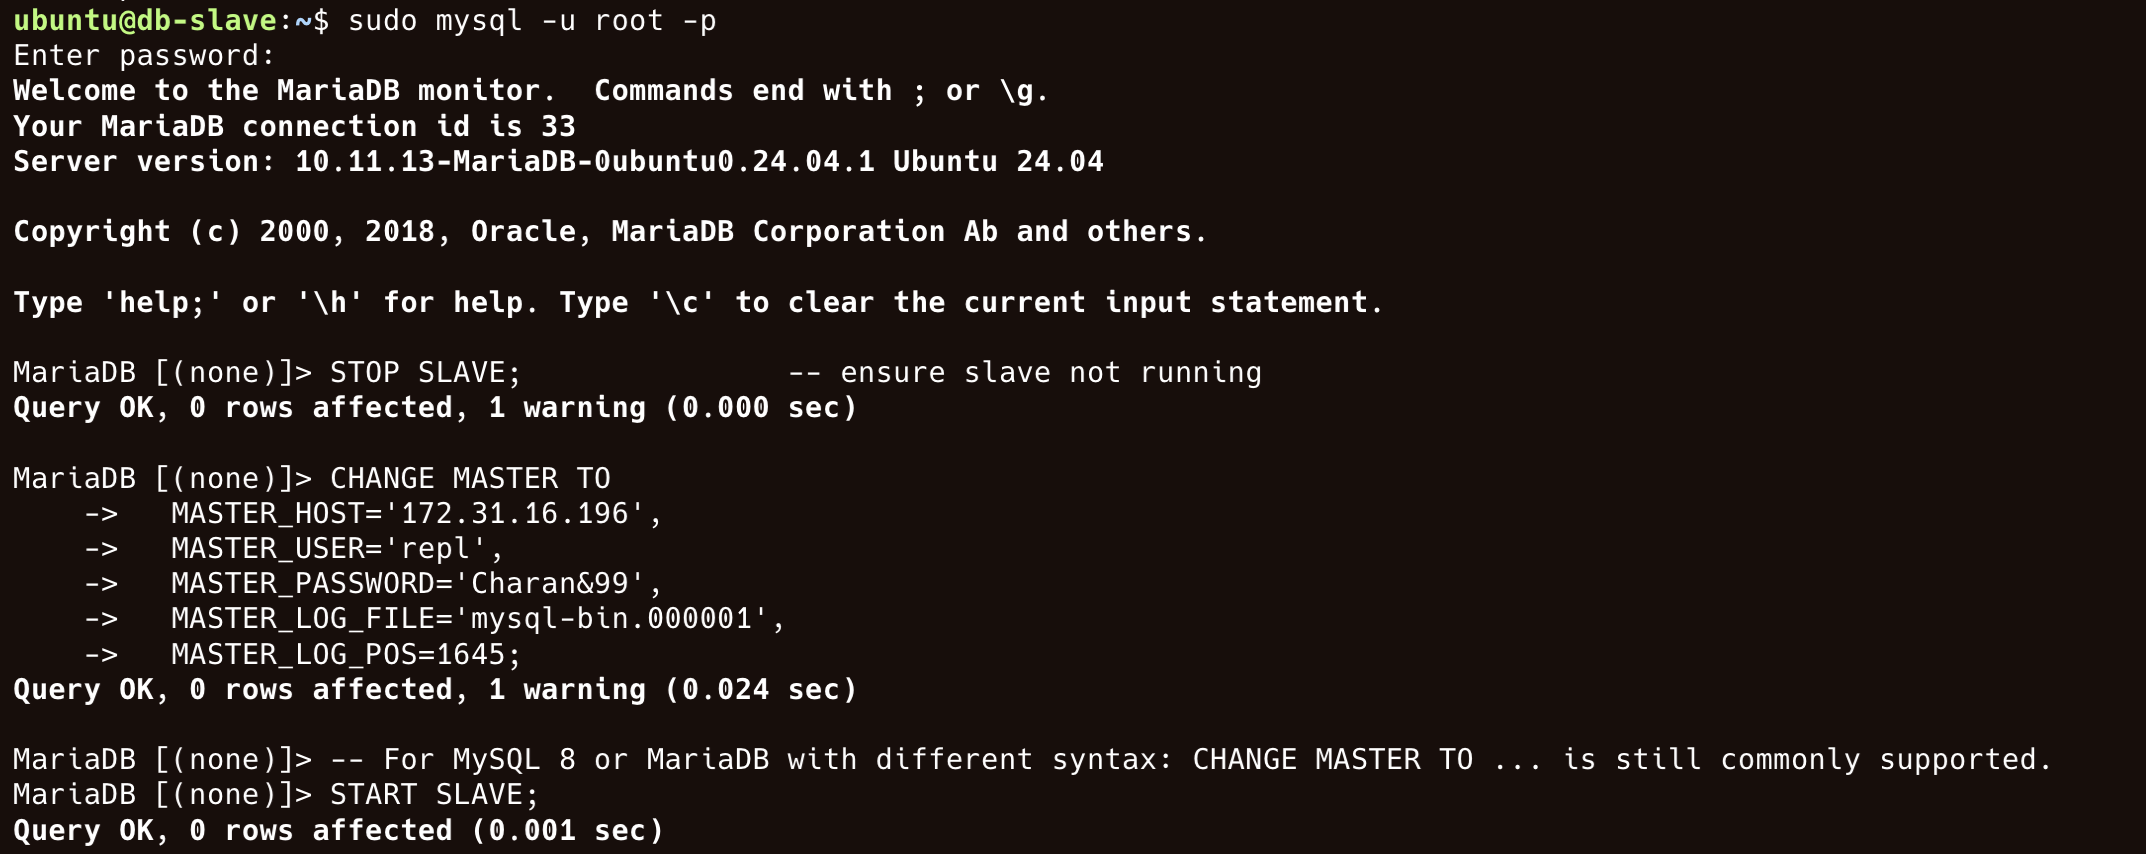 ubuntu@db-slave:~$ sudo mysql -u root -p
Enter password:
Welcome to the MariaDB monitor.  Commands end with ; or \g.
Your MariaDB connection id is 33
Server version: 10.11.13-MariaDB-0ubuntu0.24.04.1 Ubuntu 24.04

Copyright (c) 2000, 2018, Oracle, MariaDB Corporation Ab and others.

Type 'help;' or '\h' for help. Type '\c' to clear the current input statement.

MariaDB [(none)]> STOP SLAVE;               -- ensure slave not running
Query OK, 0 rows affected, 1 warning (0.000 sec)

MariaDB [(none)]> CHANGE MASTER TO
    ->   MASTER_HOST='172.31.16.196',
    ->   MASTER_USER='repl',
    ->   MASTER_PASSWORD='Charan&99',
    ->   MASTER_LOG_FILE='mysql-bin.000001',
    ->   MASTER_LOG_POS=1645;
Query OK, 0 rows affected, 1 warning (0.024 sec)

MariaDB [(none)]> -- For MySQL 8 or MariaDB with different syntax: CHANGE MASTER TO ... is still commonly supported.
MariaDB [(none)]> START SLAVE;
Query OK, 0 rows affected (0.001 sec)